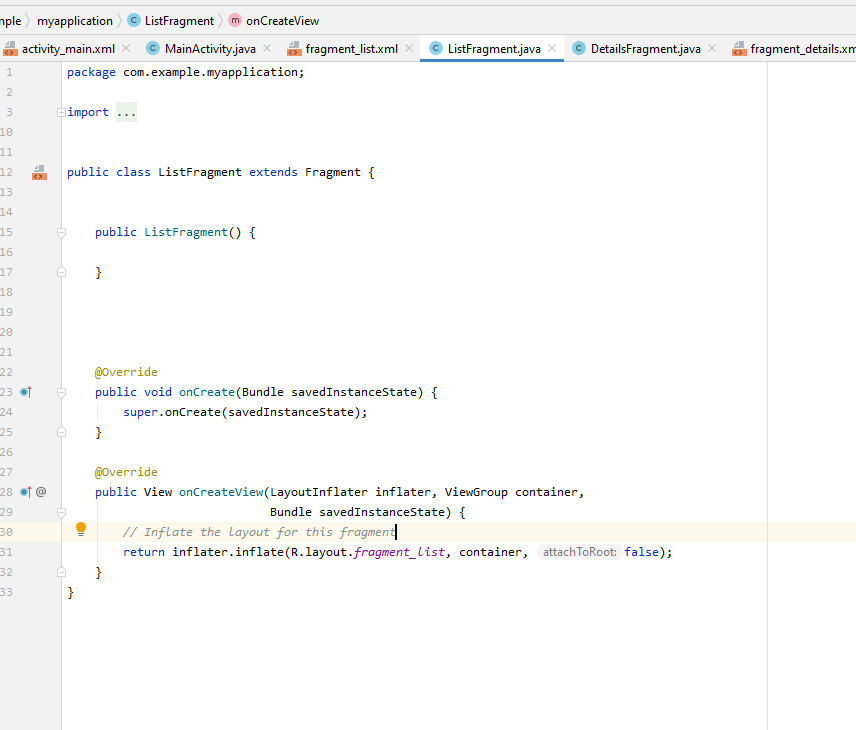 myapplication ListFragment onCreateView
activity_main.xml MainActivity.java fragment_list.xml ListFragment.java DetailsFragment.java
1 package com.example.myapplication;
2
3 import ...
10
11
12 public class ListFragment extends Fragment {
13
14
15 public ListFragment() {
16
17 }
18
19
20
21
22 @Override
23 public void onCreate(Bundle savedInstanceState) {
24 super.onCreate(savedInstanceState);
25 }
26
27 @Override
28 @ public View onCreateView(LayoutInflater inflater, ViewGroup container,
29 Bundle savedInstanceState) {
30 // Inflate the layout for this fragment
31 return inflater.inflate(R.layout.fragment_list, container, attachToRoot: false);
32 }
33 }